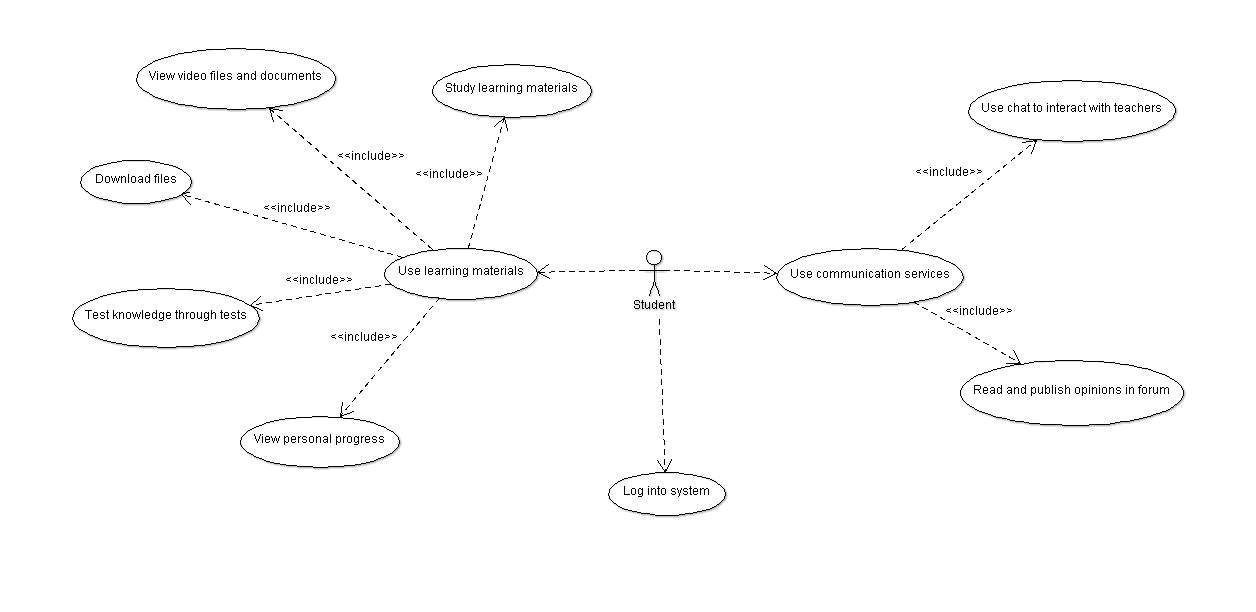 View video files and documents
Study learning materials
Use chat to interact with teachers
<<include>>
<<include>>
<<include>>
Download files
<<include>>
Use learning materials
Use communication services
<<include>>
Student
<<include>>
Test knowledge through tests
<<include>>
Read and publish opinions in forum
View personal progress
Log into system